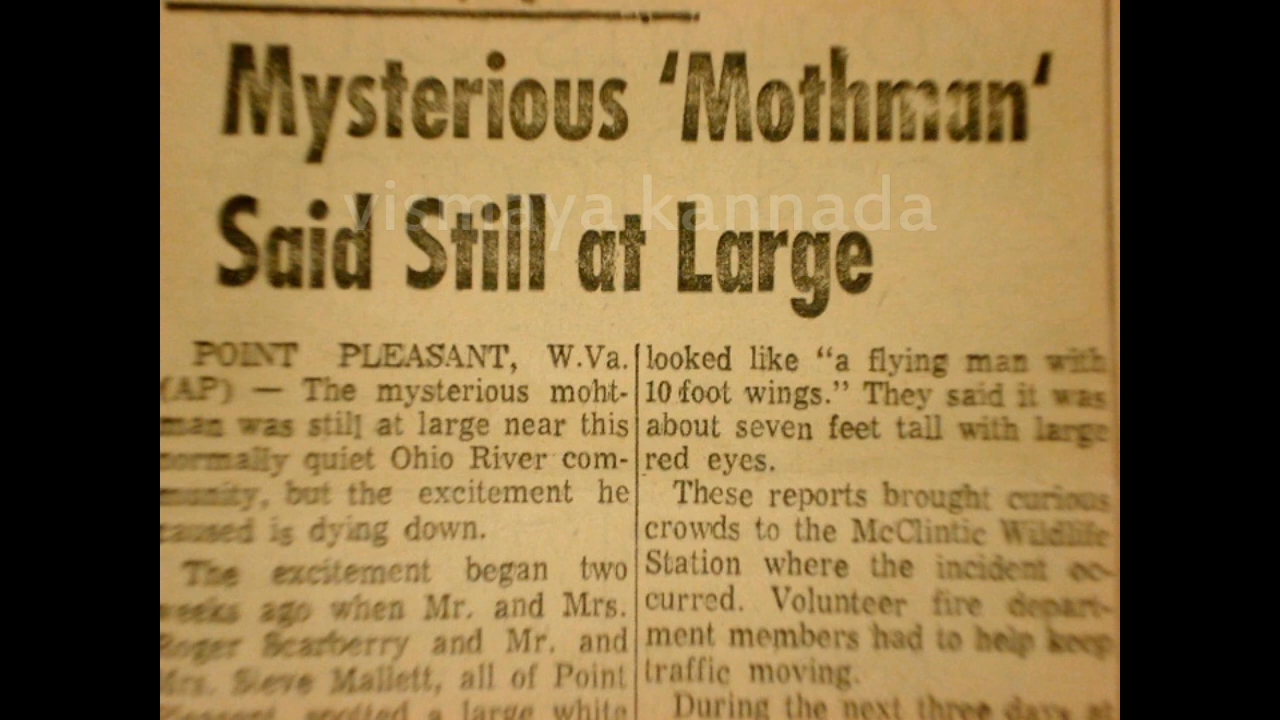 Mysterious 'Mothman'
Said Still at Large
vismaya kannada
POINT PLEASANT, W.Va.
(AP) — The mysterious moht-
man was still at large near this
normally quiet Ohio River com-
munity, but the excitement he
caused is dying down.
The excitement began two
weeks ago when Mr. and Mrs.
Roger Scarberry and Mr. and
Mrs. Steve Mallett, all of Point
Pleasant, spotted a large white
looked like "a flying man with
10 foot wings." They said it was
about seven feet tall with large
red eyes.
These reports brought curious
crowds to the McClintic Wildlife
Station where the incident oc-
curred. Volunteer fire depart-
ment members had to help keep
traffic moving.
During the next three days at